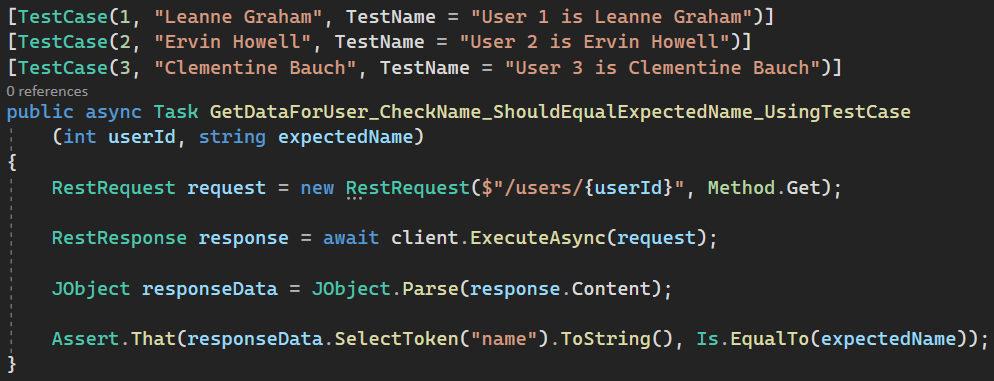 [TestCase(1, "Leanne Graham", TestName = "User 1 is Leanne Graham")]
[TestCase(2, "Ervin Howell", TestName = "User 2 is Ervin Howell")]
[TestCase(3, "Clementine Bauch", TestName = "User 3 is Clementine Bauch")]
0 references
public async Task GetDataForUser_CheckName_ShouldEqualExpectedName_UsingTestCase
(int userId, string expectedName)
{
RestRequest request = new RestRequest($"/users/{userId}", Method.Get);
RestResponse response = await client.ExecuteAsync(request);
JObject responseData = JObject.Parse(response.Content);
Assert.That(responseData.SelectToken("name").ToString(), Is.EqualTo(expectedName));
}